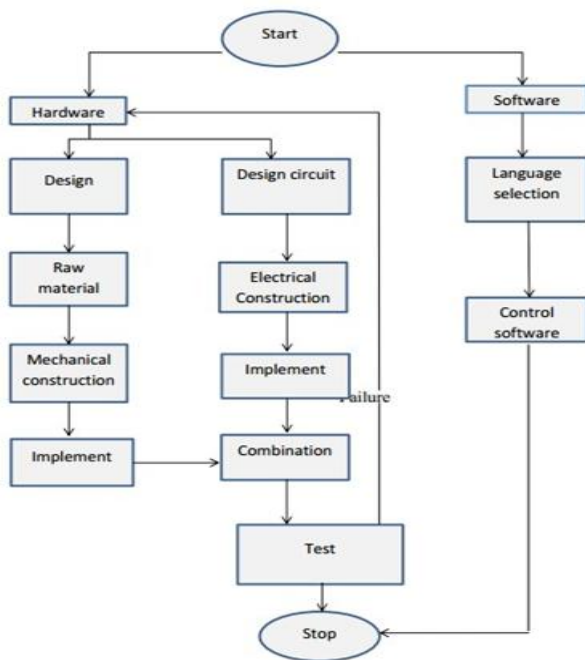 Start
Hardware
Software
Design
Design circuit
Language
selection
Raw
material
Electrical
Construction
Control
software
Mechanical
construction
Implement
Failure
Implement
Combination
Test
Stop